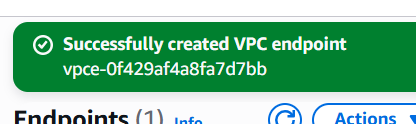 Successfully created VPC endpoint
vpce-0f429af4a8fa7d7bb
Endpoints (1) Info
Actions